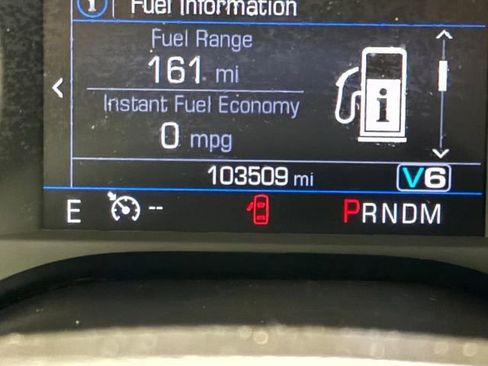 Fuel Information
Fuel Range
161 mi
Instant Fuel Economy
0 mpg
103509 mi V6
E -- PRNDM